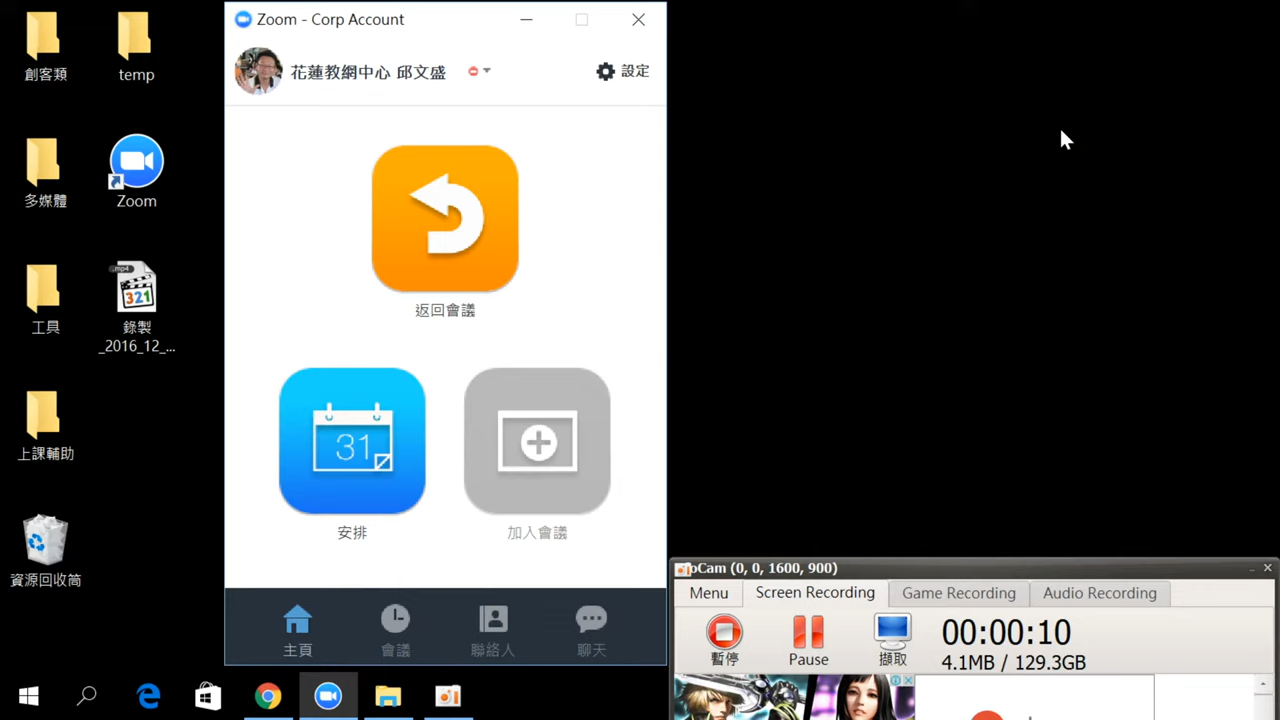 創客類
temp
多媒體
Zoom
工具
.mp4
321
錄製
_2016_12_...
上課輔助
資源回收筒
Zoom - Corp Account
花蓮教網中心 邱文盛
設定
返回會議
31
安排
加入會議
主頁
會議
聯絡人
聊天
oCam (0, 0, 1600, 900)
Menu
Screen Recording
Game Recording
Audio Recording
暫停
Pause
擷取
00:00:10
4.1MB / 129.3GB